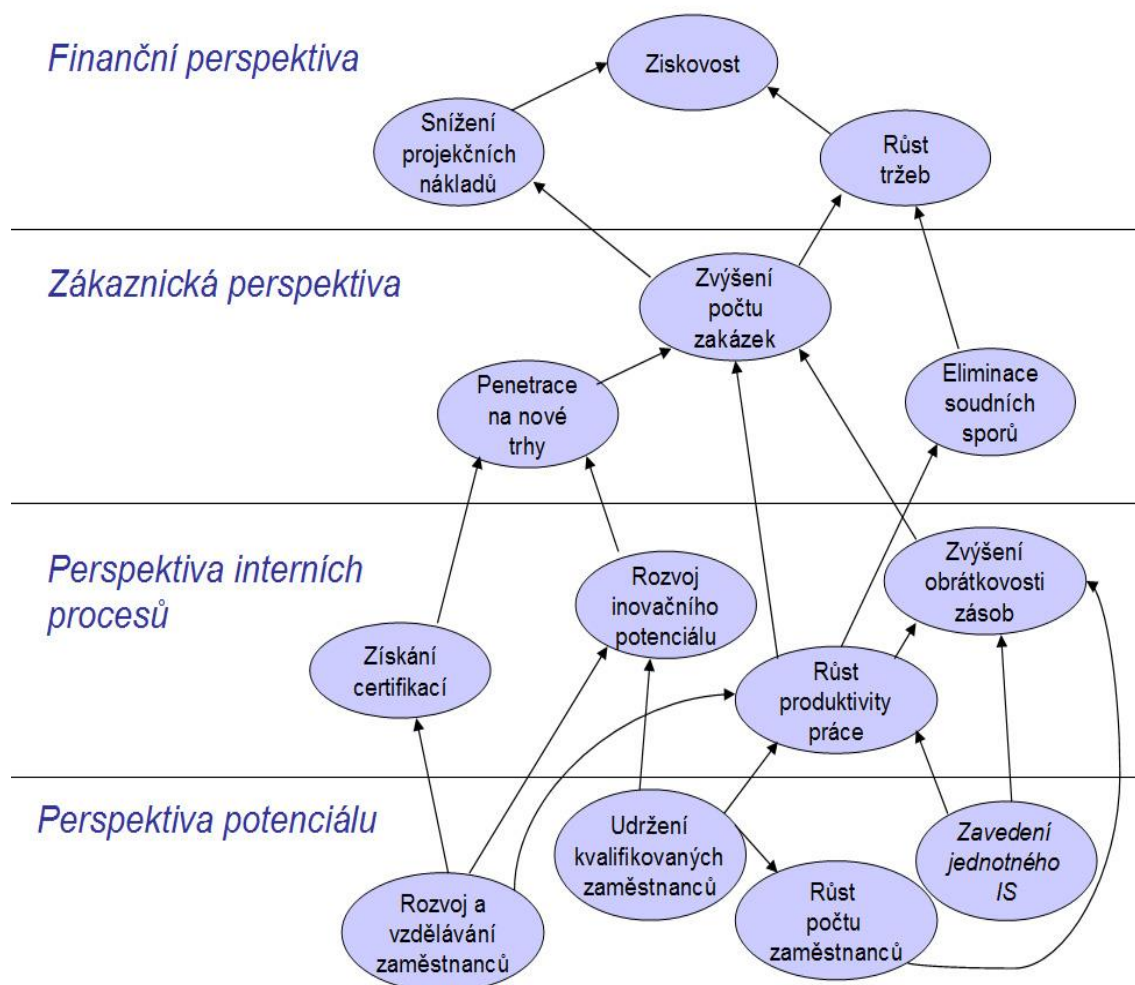 Finanční perspektiva
Ziskovost
Snížení
projekčních
nákladů
Růst
tržeb
Zákaznická perspektiva
Zvýšení
počtu
zakázek
Penetrace
na nové
trhy
Eliminace
soudních
sporů
Perspektiva interních
procesů
Rozvoj
inovačního
potenciálu
Zvýšení
obrátkovosti
zásob
Získání
certifikací
Růst
produktivity
práce
Perspektiva potenciálu
Udržení
kvalifikovaných
zaměstnanců
Zavedení
jednotného
IS
Rozvoj a
vzdělávání
zaměstnanců
Růst
počtu
zaměstnanců